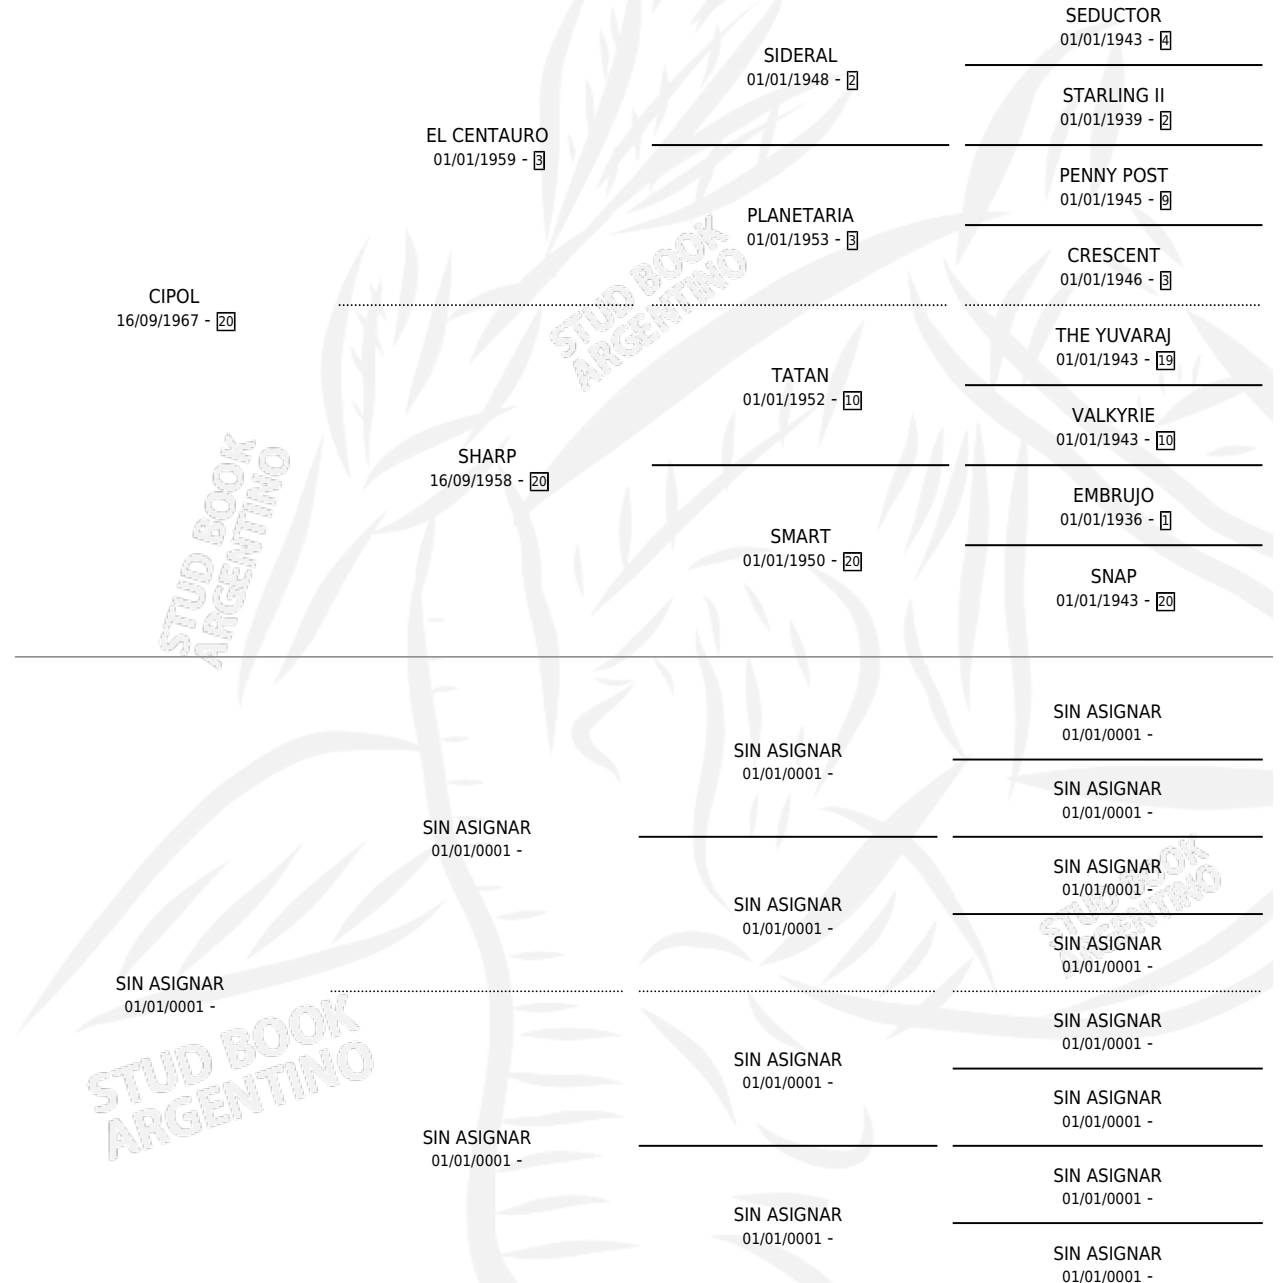 SEDUCTOR
01/01/1943 - 4
SIDERAL
01/01/1948 - 2
STARLING II
01/01/1939 - 2
EL CENTAURO
01/01/1959 - 3
PENNY POST
01/01/1945 - 9
PLANETARIA
01/01/1953 - 3
CRESCENT
01/01/1946 - 3
CIPOL
16/09/1967 - 20
THE YUVARAJ
01/01/1943 - 19
TATAN
01/01/1952 - 10
VALKYRIE
01/01/1943 - 10
SHARP
16/09/1958 - 20
EMBRUJO
01/01/1936 - 1
SMART
01/01/1950 - 20
SNAP
01/01/1943 - 20
STUD BOOK
ARGENTINO
STUD BOOK
ARGENTINO
SIN ASIGNAR
01/01/0001 -
SIN ASIGNAR
01/01/0001 -
SIN ASIGNAR
01/01/0001 -
SIN ASIGNAR
01/01/0001 -
SIN ASIGNAR
01/01/0001 -
SIN ASIGNAR
01/01/0001 -
SIN ASIGNAR
01/01/0001 -
SIN ASIGNAR
01/01/0001 -
SIN ASIGNAR
01/01/0001 -
SIN ASIGNAR
01/01/0001 -
SIN ASIGNAR
01/01/0001 -
SIN ASIGNAR
01/01/0001 -
SIN ASIGNAR
01/01/0001 -
SIN ASIGNAR
01/01/0001 -
SIN ASIGNAR
01/01/0001 -
STUD BOOK
ARGENTINO
STUD BOOK
ARGENTINO